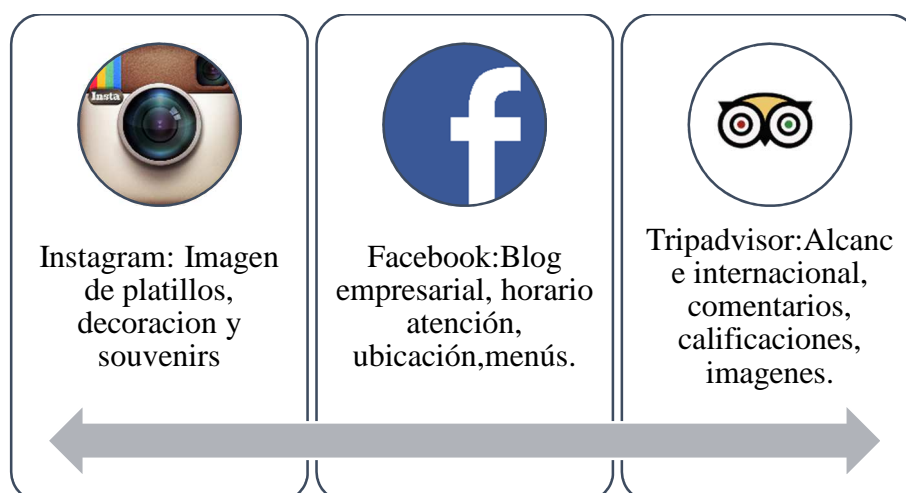 Insta
Instagram: Imagen
de platillos,
decoracion y
souvenirs
Facebook:Blog
empresarial, horario
atención,
ubicación,menús.
Tripadvisor:Alcanc
e internacional,
comentarios,
calificaciones,
imagenes.